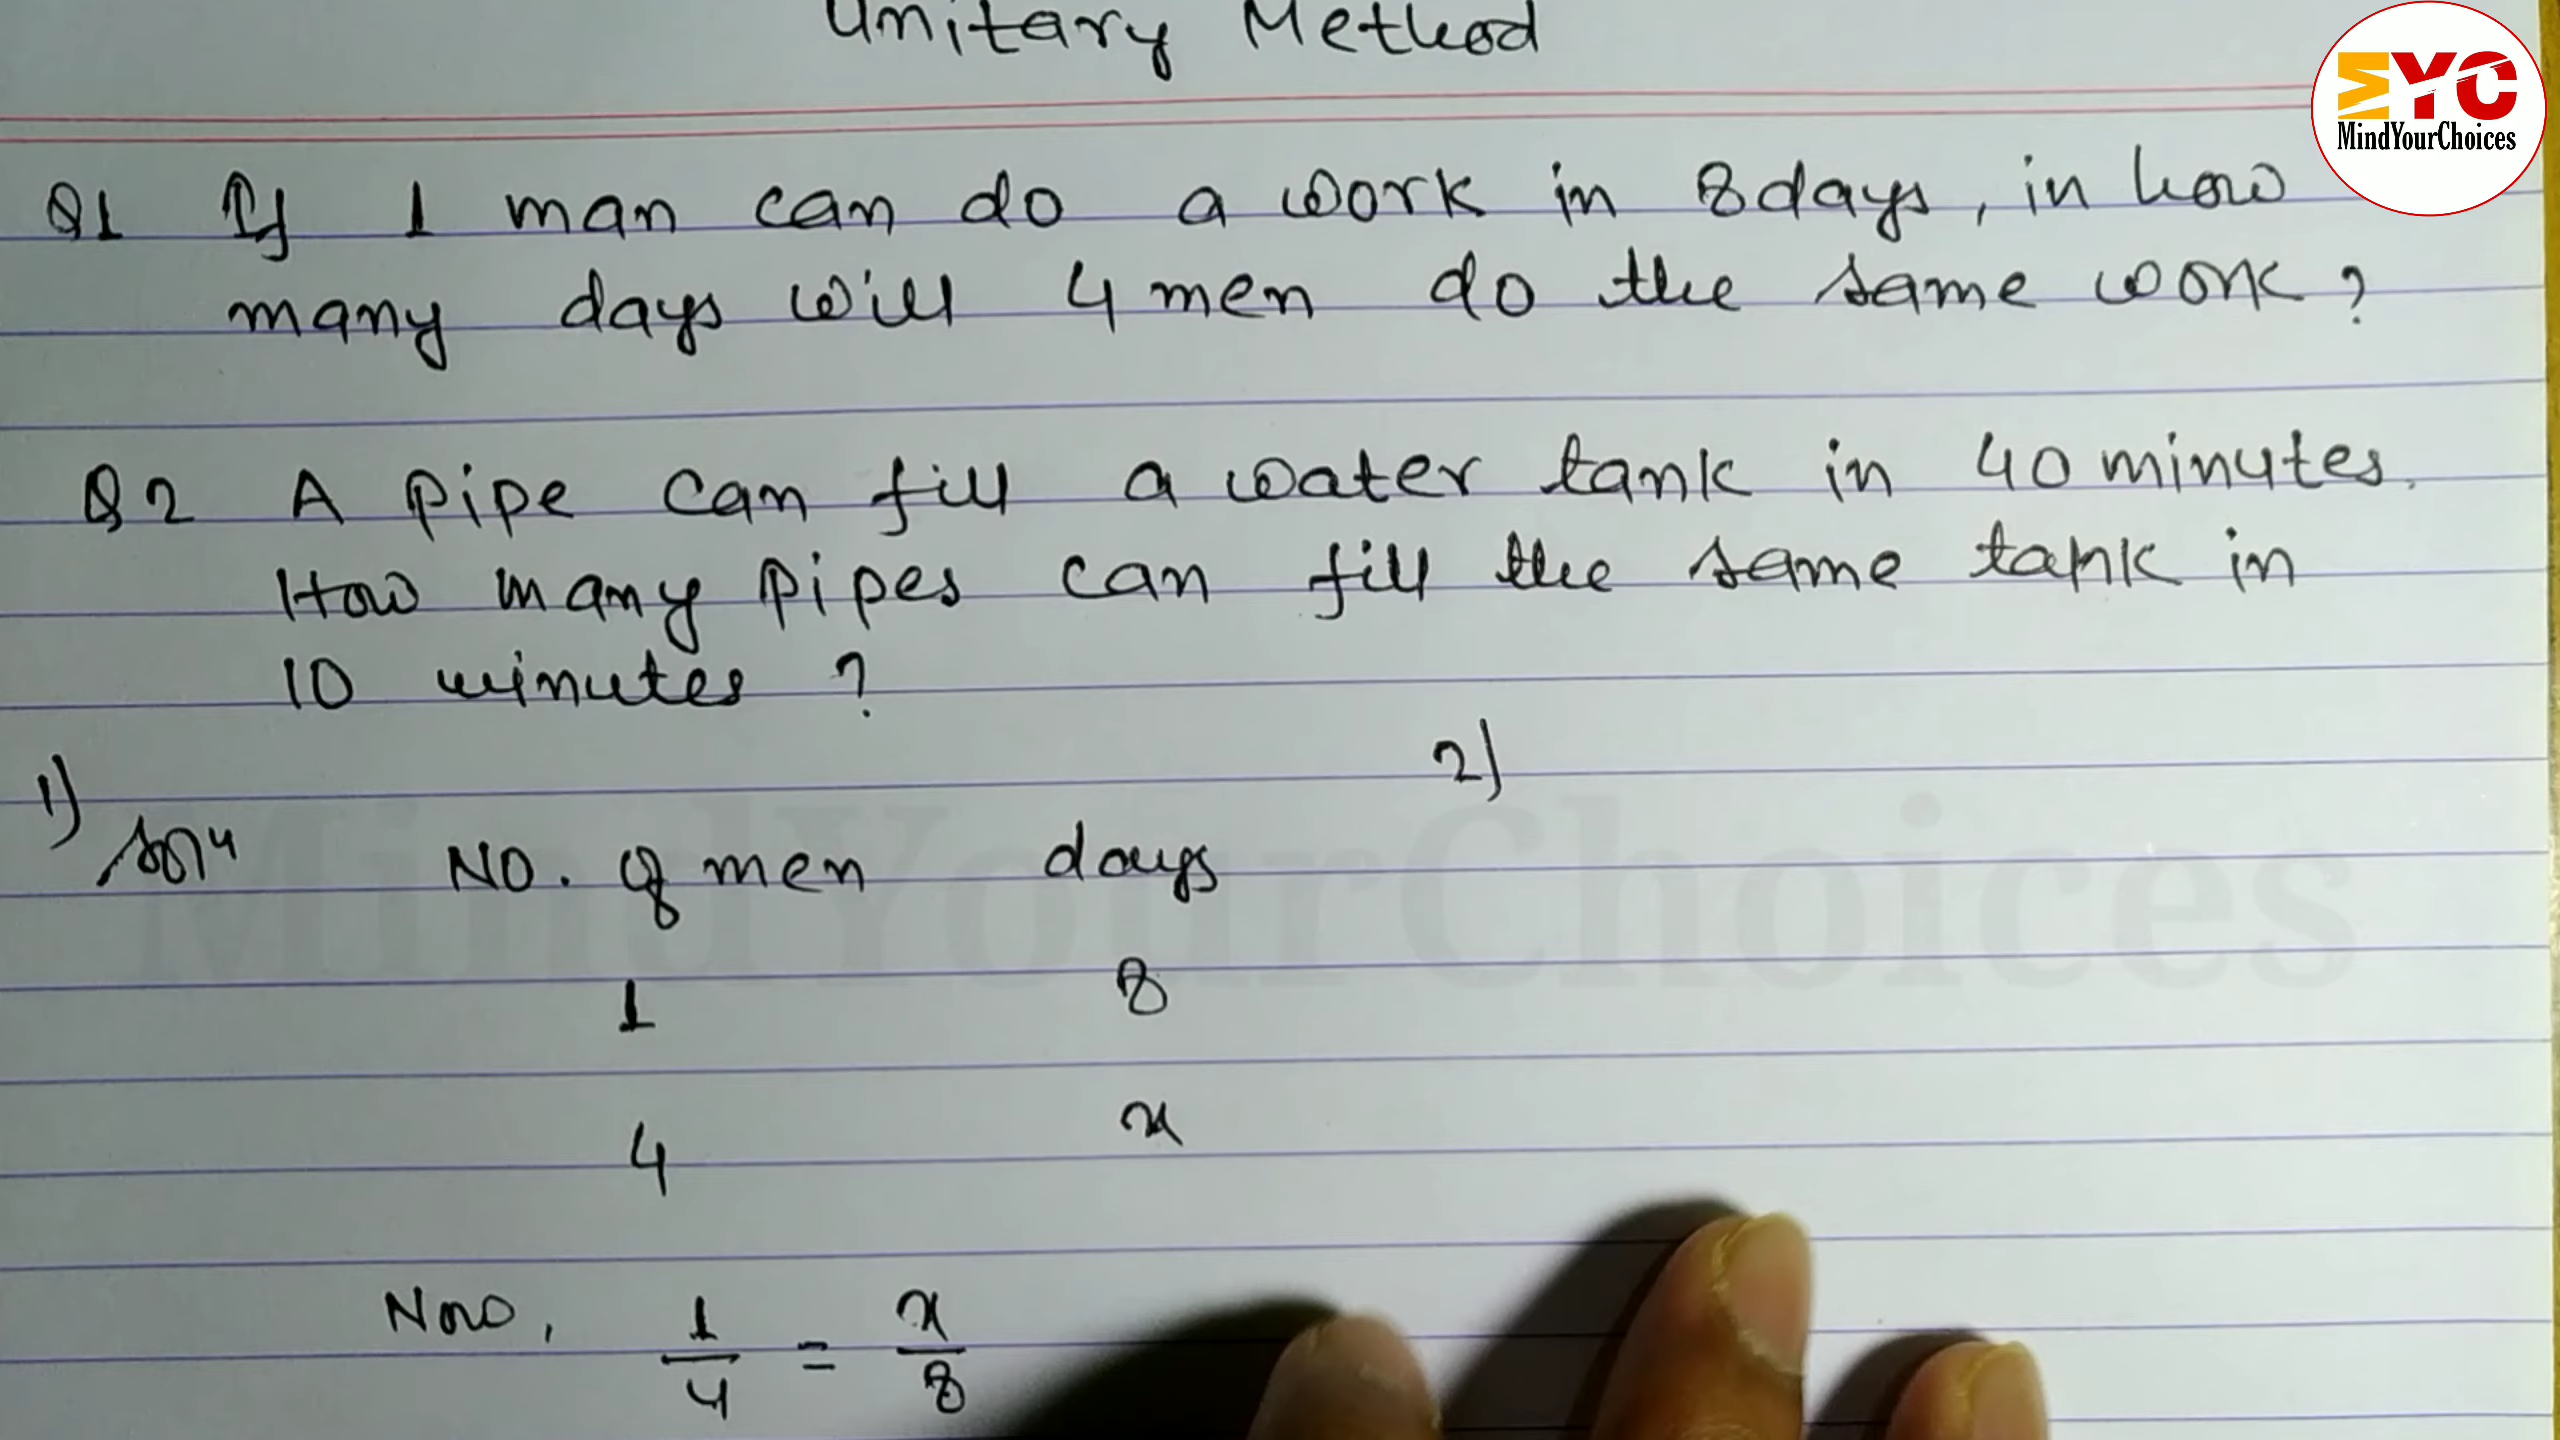 Unitary Method
MYC
MindYourChoices
Q1 If 1 man can do a work in 8 days, in how
many days will 4 men do the same work?
Q2 A pipe can fill a water tank in 40 minutes.
How many pipes can fill the same tank in
10 minutes?
1)
2)
Solⁿ No. of men days
1 8
4 x
Now, 1/4 = x/8
MindYourChoices